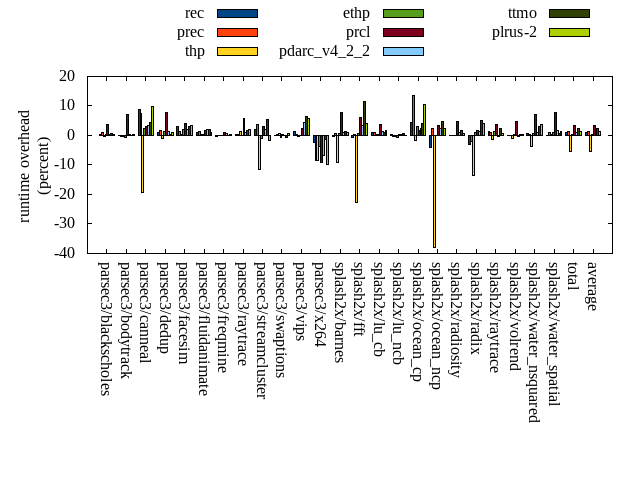 rec ethp ttmo
prec prcl plrus-2
thp pdarc_v4_2_2
runtime overhead
(percent)
20
10
0
-10
-20
-30
-40
parsec3/blackscholes
parsec3/bodytrack
parsec3/canneal
parsec3/dedup
parsec3/facesim
parsec3/fluidanimate
parsec3/freqmine
parsec3/raytrace
parsec3/streamcluster
parsec3/swaptions
parsec3/vips
parsec3/x264
splash2x/barnes
splash2x/fft
splash2x/lu_cb
splash2x/lu_ncb
splash2x/ocean_cp
splash2x/ocean_ncp
splash2x/radiosity
splash2x/radix
splash2x/raytrace
splash2x/volrend
splash2x/water_nsquared
splash2x/water_spatial
total
average